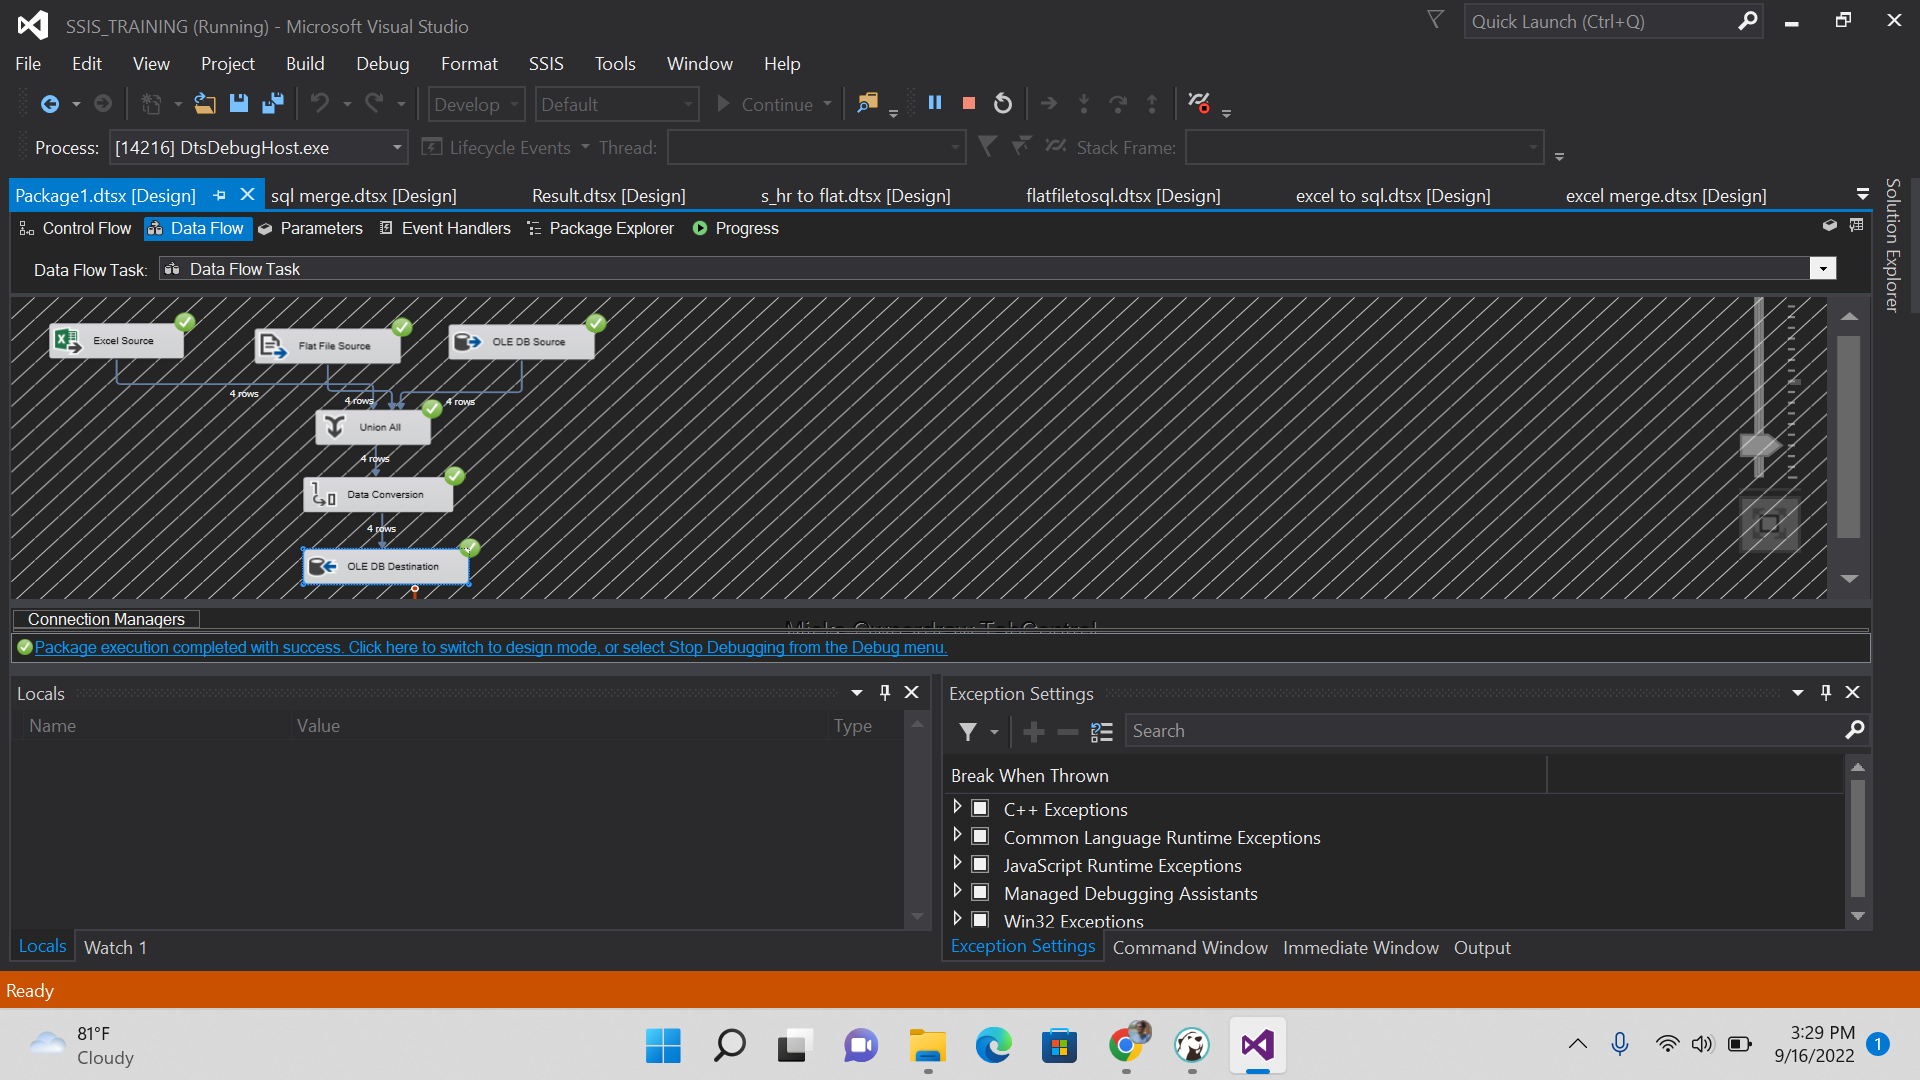 SSIS_TRAINING (Running) - Microsoft Visual Studio
Quick Launch (Ctrl+Q)
File Edit View Project Build Debug Format SSIS Tools Window Help
Develop Default Continue
Process: [14216] DtsDebugHost.exe Lifecycle Events Thread: Stack Frame:
Package1.dtsx [Design] sql merge.dtsx [Design] Result.dtsx [Design] s_hr to flat.dtsx [Design] flatfiletosql.dtsx [Design] excel to sql.dtsx [Design] excel merge.dtsx [Design]
Solution Explorer
Control Flow Data Flow Parameters Event Handlers Package Explorer Progress
Data Flow Task: Data Flow Task
Excel Source Flat File Source OLE DB Source
4 rows 4 rows 4 rows
Union All
4 rows
Data Conversion
4 rows
OLE DB Destination
Connection Managers
Package execution completed with success. Click here to switch to design mode, or select Stop Debugging from the Debug menu.
Locals
Name Value Type
Locals Watch 1
Exception Settings
Search
Break When Thrown
C++ Exceptions
Common Language Runtime Exceptions
JavaScript Runtime Exceptions
Managed Debugging Assistants
Win32 Exceptions
Exception Settings Command Window Immediate Window Output
Ready
81°F
Cloudy
3:29 PM
9/16/2022
1